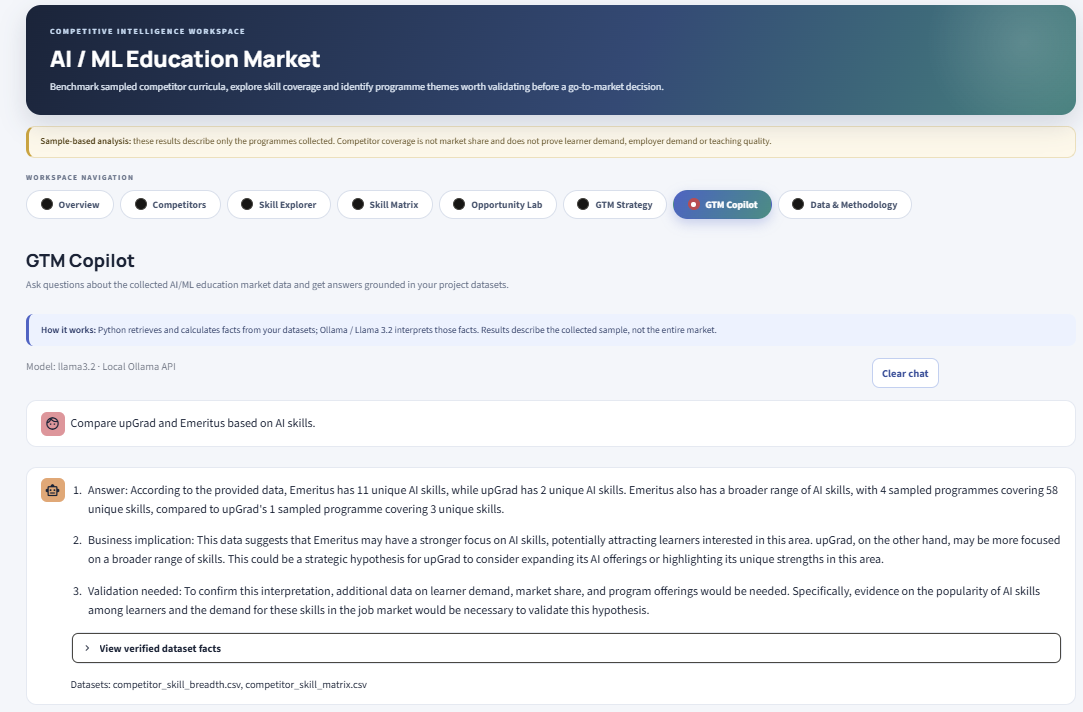 COMPETITIVE INTELLIGENCE WORKSPACE
AI / ML Education Market
Benchmark sampled competitor curricula, explore skill coverage and identify programme themes worth validating before a go-to-market decision.
Sample-based analysis: these results describe only the programmes collected. Competitor coverage is not market share and does not prove learner demand, employer demand or teaching quality.
WORKSPACE NAVIGATION
Overview Competitors Skill Explorer Skill Matrix Opportunity Lab GTM Strategy GTM Copilot Data & Methodology
GTM Copilot
Ask questions about the collected AI/ML education market data and get answers grounded in your project datasets.
How it works: Python retrieves and calculates facts from your datasets; Ollama / Llama 3.2 interprets those facts. Results describe the collected sample, not the entire market.
Model: llama3.2 · Local Ollama API
Clear chat
Compare upGrad and Emeritus based on AI skills.
1. Answer: According to the provided data, Emeritus has 11 unique AI skills, while upGrad has 2 unique AI skills. Emeritus also has a broader range of AI skills, with 4 sampled programmes covering 58
unique skills, compared to upGrad's 1 sampled programme covering 3 unique skills.
2. Business implication: This data suggests that Emeritus may have a stronger focus on AI skills, potentially attracting learners interested in this area. upGrad, on the other hand, may be more focused
on a broader range of skills. This could be a strategic hypothesis for upGrad to consider expanding its AI offerings or highlighting its unique strengths in this area.
3. Validation needed: To confirm this interpretation, additional data on learner demand, market share, and program offerings would be needed. Specifically, evidence on the popularity of AI skills
among learners and the demand for these skills in the job market would be necessary to validate this hypothesis.
View verified dataset facts
Datasets: competitor_skill_breadth.csv, competitor_skill_matrix.csv